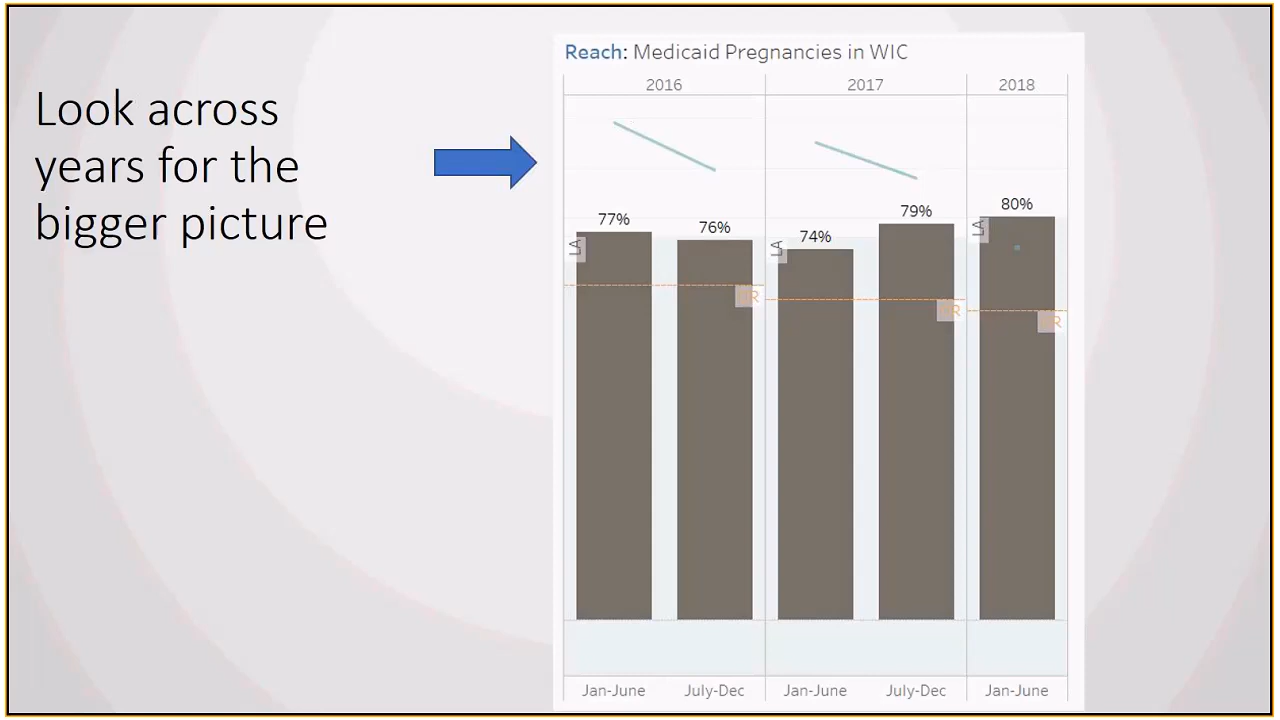 Look across
years for the
bigger picture
Reach: Medicaid Pregnancies in WIC
2016 2017 2018
77% 76% 74% 79% 80%
LA LA LA
Jan-June July-Dec Jan-June July-Dec Jan-June